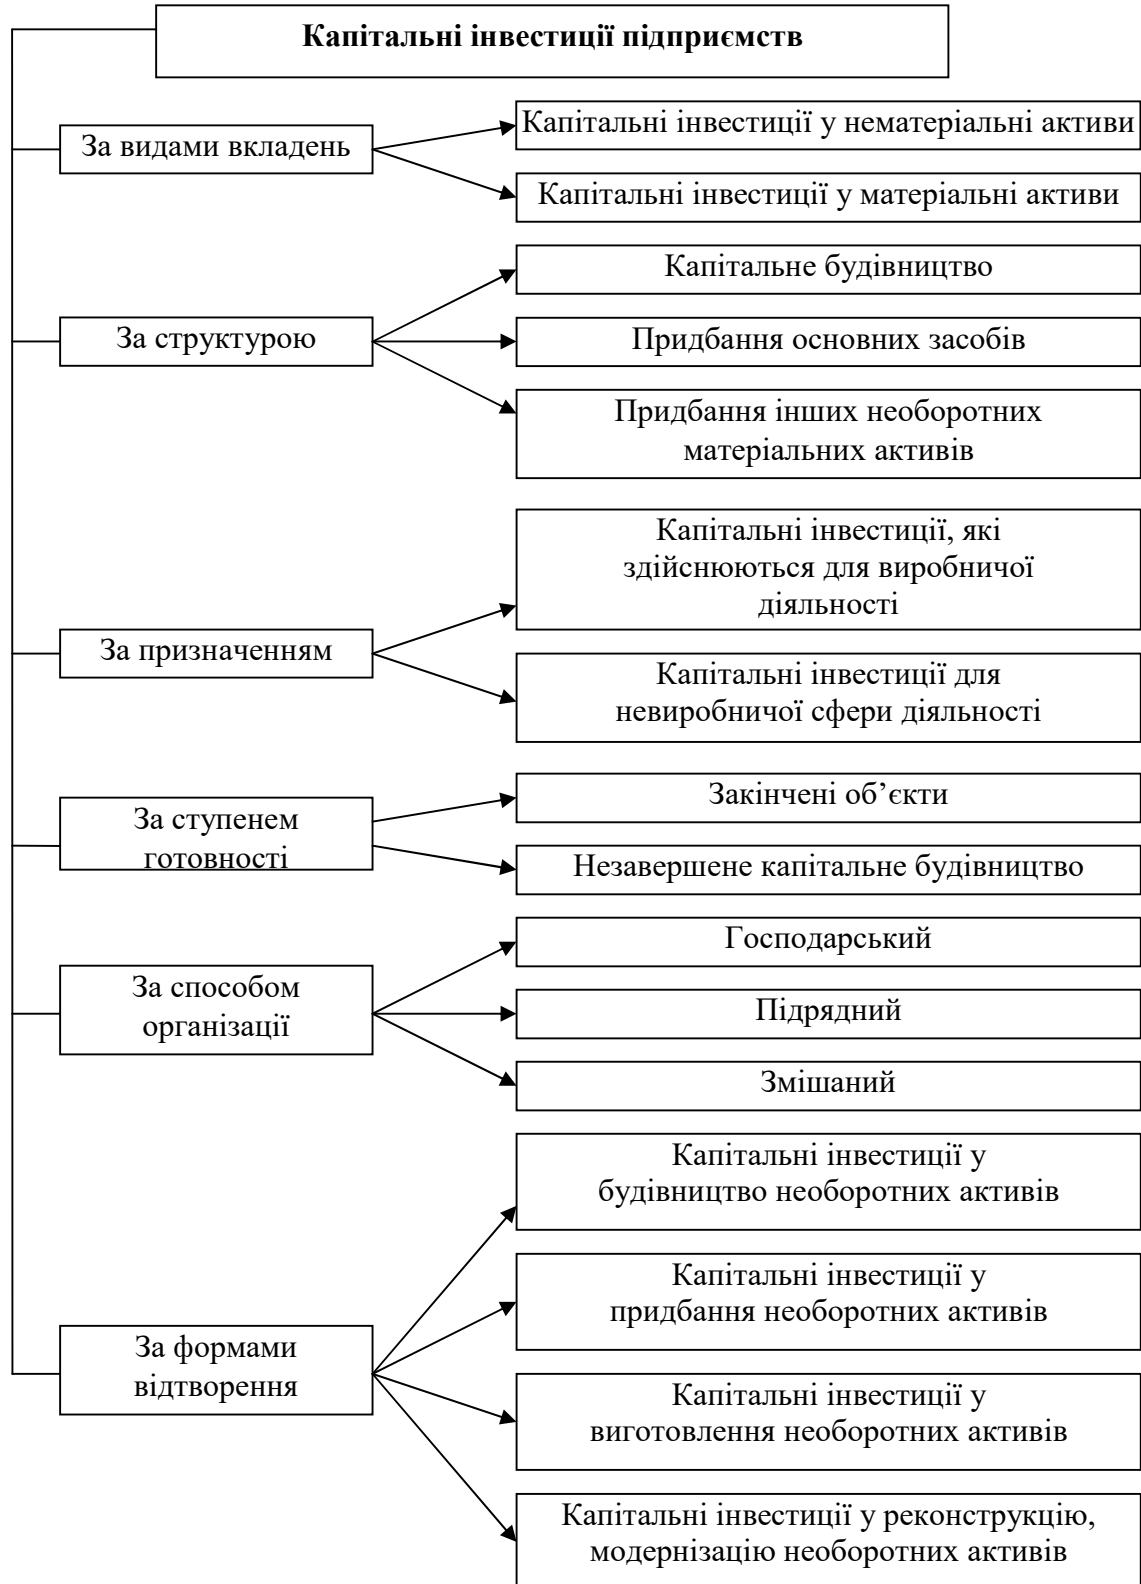 Капітальні інвестиції підприємств
За видами вкладень
Капітальні інвестиції у нематеріальні активи
Капітальні інвестиції у матеріальні активи
За структурою
Капітальне будівництво
Придбання основних засобів
Придбання інших необоротних
матеріальних активів
За призначенням
Капітальні інвестиції, які
здійснюються для виробничої
діяльності
Капітальні інвестиції для
невиробничої сфери діяльності
За ступенем
готовності
Закінчені об’єкти
Незавершене капітальне будівництво
За способом
організації
Господарський
Підрядний
Змішаний
За формами
відтворення
Капітальні інвестиції у
будівництво необоротних активів
Капітальні інвестиції у
придбання необоротних активів
Капітальні інвестиції у
виготовлення необоротних активів
Капітальні інвестиції у реконструкцію,
модернізацію необоротних активів